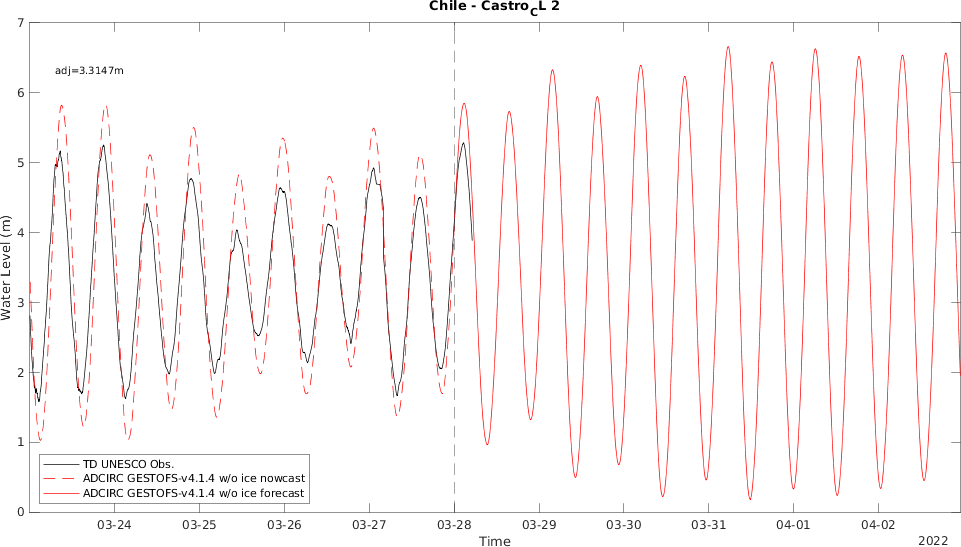 Chile - Castro_CL 2
7
adj=3.3147m
6
5
4
Water Level (m)
3
2
1
TD UNESCO Obs.
ADCIRC GESTOFS-v4.1.4 w/o ice nowcast
ADCIRC GESTOFS-v4.1.4 w/o ice forecast
0
03-24 03-25 03-26 03-27 03-28 03-29 03-30 03-31 04-01 04-02
Time
2022